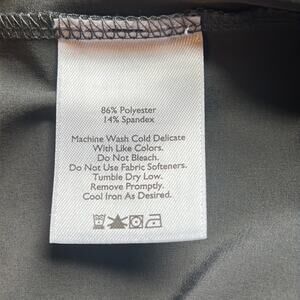 86% Polyester
14% Spandex
Machine Wash Cold Delicate
With Like Colors.
Do Not Bleach.
Do Not Use Fabric Softeners.
Tumble Dry Low.
Remove Promptly.
Cool Iron As Desired.